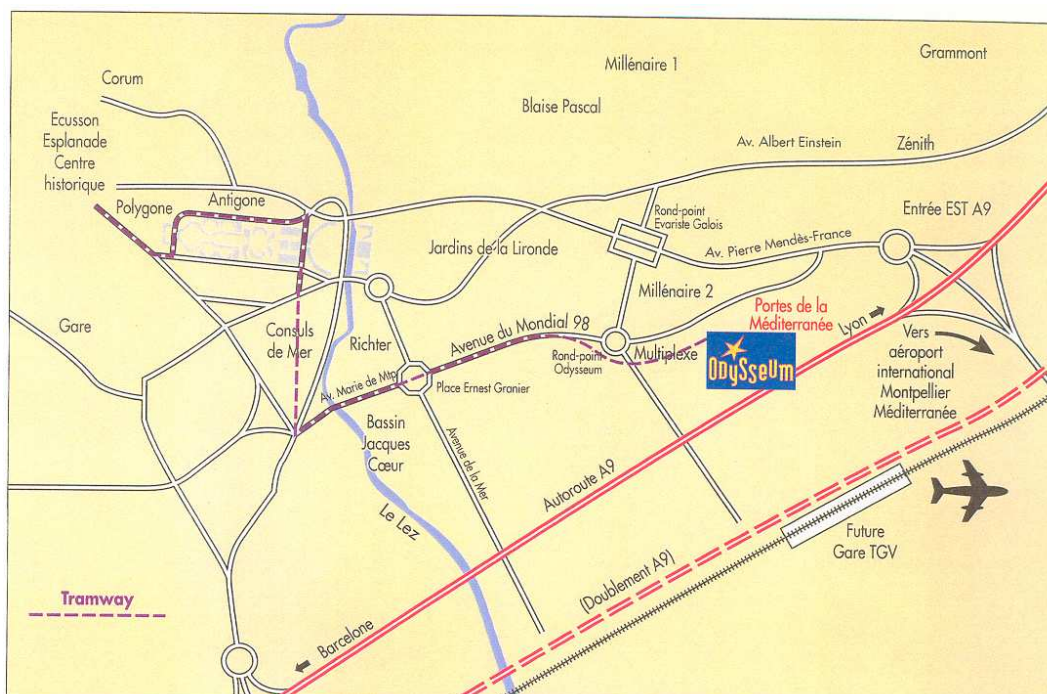 Grammont
Millénaire 1
Corum
Blaise Pascal
Ecusson
Esplanade
Centre
historique
Av. Albert Einstein
Zénith
Polygone
Antigone
Rond-point
Evariste Galois
Entrée EST A9
Jardins de la Lironde
Av. Pierre Mendès-France
Millénaire 2
Portes de la
Méditerranée
Lyon
Gare
Consuls
de Mer
Richter
Avenue du Mondial 98
Rond-point
Odysseum
Multiplexe
ODYSSEUM
Vers
aéroport
international
Montpellier
Méditerranée
Av. Marie de Mtp
Place Ernest Granier
Bassin
Jacques
Cœur
Avenue de la Mer
Autoroute A9
Le Lez
Future
Gare TGV
(Doublement A9)
Tramway
Barcelone